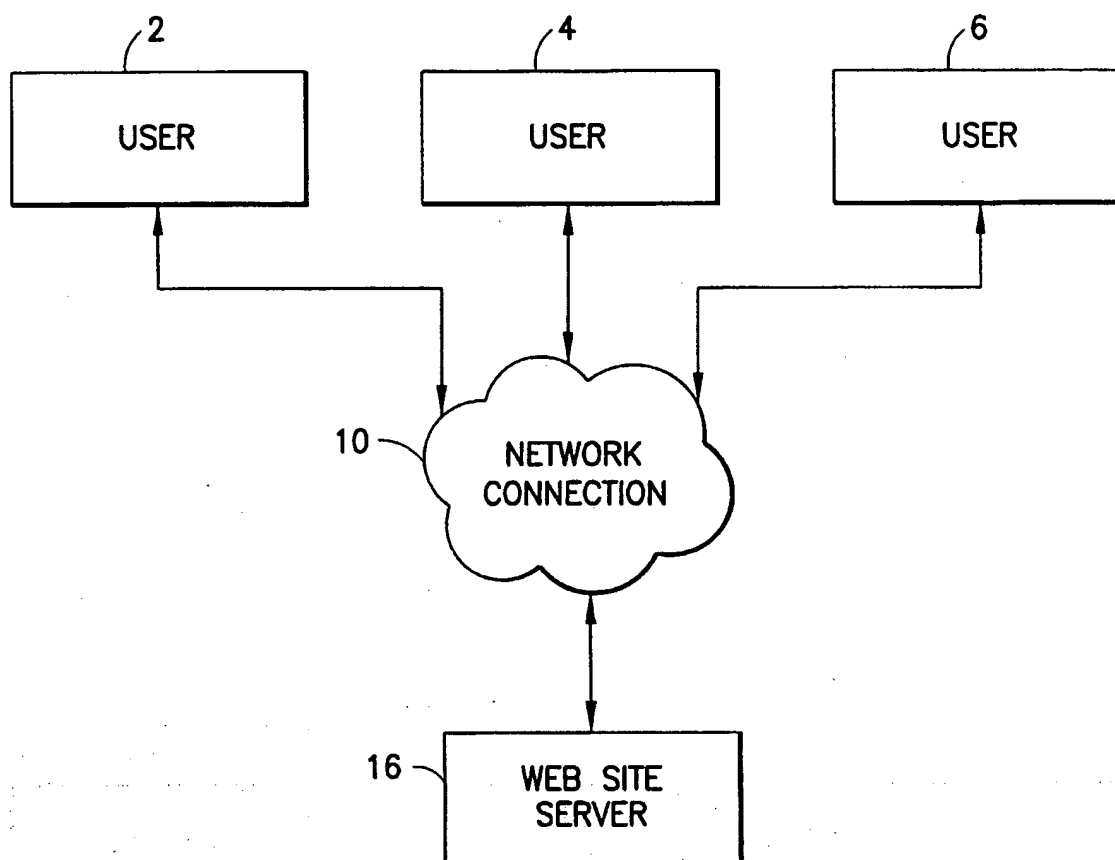 2
4
6
USER
USER
USER
10
NETWORK
CONNECTION
16
WEB SITE
SERVER